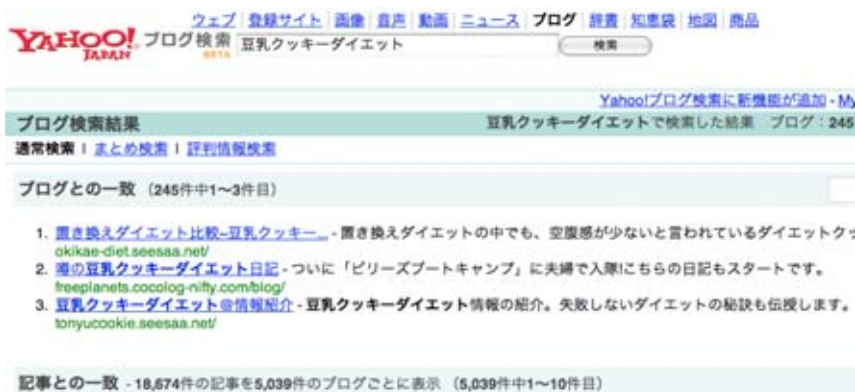 ウェブ 登録サイト 画像 音声 動画 ニュース ブログ 辞書 知恵袋 地図 商品
YAHOO! JAPAN ブログ検索 BETA 豆乳クッキーダイエット 検索
Yahoo!ブログ検索に新機能が追加 - My
ブログ検索結果 豆乳クッキーダイエットで検索した結果 ブログ:245
通常検索 | まとめ検索 | 評判情報検索
ブログとの一致 (245件中1~3件目)
1. 置き換えダイエット比較–豆乳クッキー... - 置き換えダイエットの中でも、空腹感が少ないと言われているダイエットクッ
okikae-diet.seesaa.net/
2. 噂の豆乳クッキーダイエット日記 - ついに「ビリーズブートキャンプ」に夫婦で入隊!こちらの日記もスタートです。
freeplanets.cocolog-nifty.com/blog/
3. 豆乳クッキーダイエット@情報紹介 - 豆乳クッキーダイエット情報の紹介。失敗しないダイエットの秘訣も伝授します。
tonyucookie.seesaa.net/
記事との一致 - 18,674件の記事を5,039件のブログごとに表示 (5,039件中1~10件目)